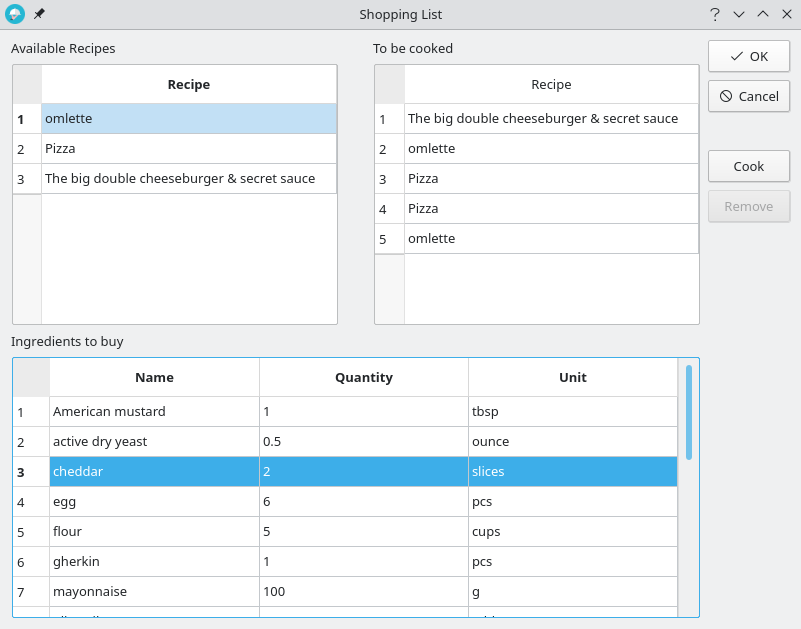 Shopping List
Available Recipes
Recipe
1 omlette
2 Pizza
3 The big double cheeseburger & secret sauce
To be cooked
Recipe
1 The big double cheeseburger & secret sauce
2 omlette
3 Pizza
4 Pizza
5 omlette
OK
Cancel
Cook
Remove
Ingredients to buy
Name Quantity Unit
1 American mustard 1 tbsp
2 active dry yeast 0.5 ounce
3 cheddar 2 slices
4 egg 6 pcs
5 flour 5 cups
6 gherkin 1 pcs
7 mayonnaise 100 g